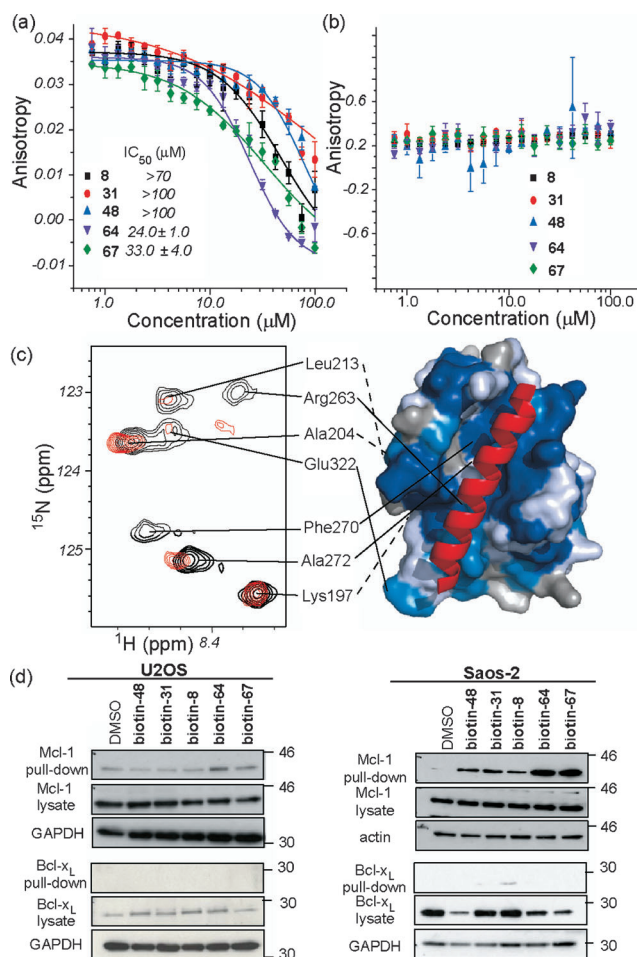 (a)
0.04
0.03
0.02
0.01
0.00
-0.01
Anisotropy
IC50 (μM)
8 >70
31 >100
48 >100
64 24.0±1.0
67 33.0±4.0
1.0 10.0 100.0
Concentration (μM)
(b)
0.6
0.2
-0.2
-0.6
Anisotropy
8
31
48
64
67
1.0 10.0 100.0
Concentration (μM)
(c)
123
124
125
15N (ppm)
1H (ppm) 8.4
Leu213
Arg263
Ala204
Glu322
Phe270
Ala272
Lys197
(d)
U2OS
DMSO
biotin-48
biotin-31
biotin-8
biotin-64
biotin-67
Mcl-1
pull-down
46
Mcl-1
lysate
46
GAPDH
30
Bcl-xL
pull-down
30
Bcl-xL
lysate
30
GAPDH
30
Saos-2
DMSO
biotin-48
biotin-31
biotin-8
biotin-64
biotin-67
Mcl-1
pull-down
46
Mcl-1
lysate
46
actin
46
Bcl-xL
pull-down
30
Bcl-xL
lysate
30
GAPDH
30